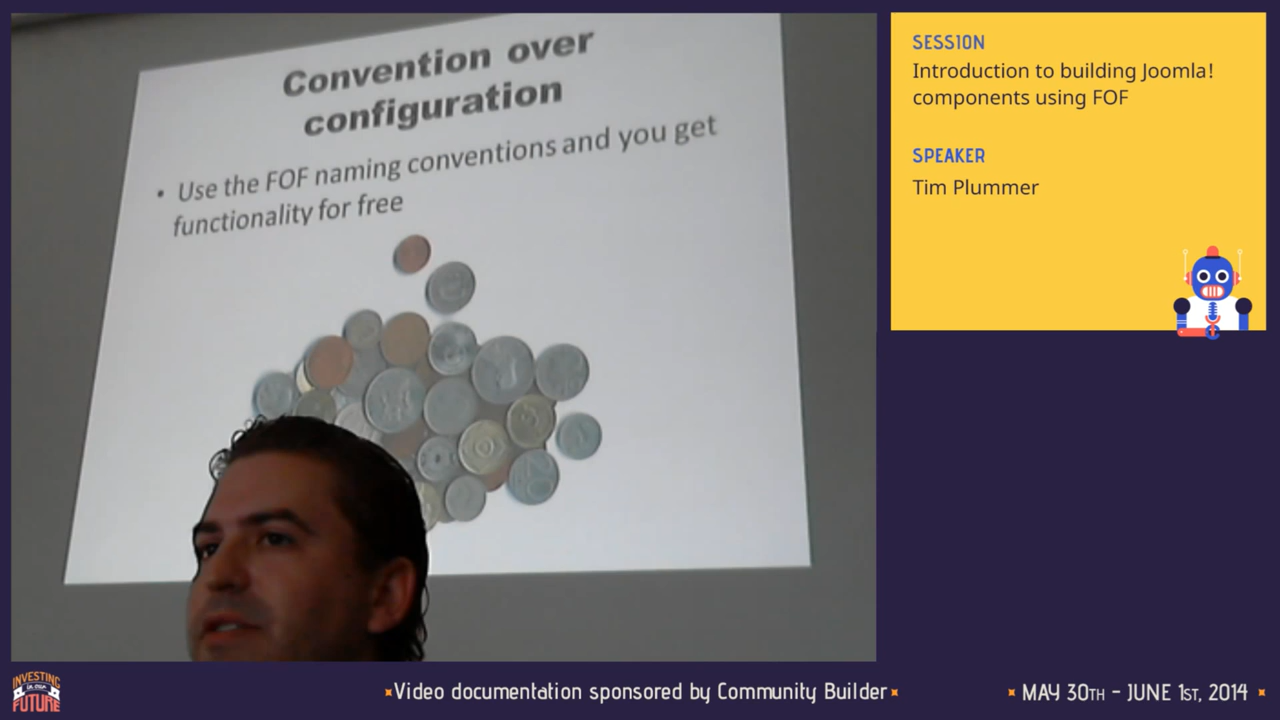 Convention over
configuration
• Use the FOF naming conventions and you get
functionality for free
SESSION
Introduction to building Joomla!
components using FOF
SPEAKER
Tim Plummer
INVESTING
IN OUR
FUTURE
Video documentation sponsored by Community Builder
MAY 30TH - JUNE 1ST, 2014